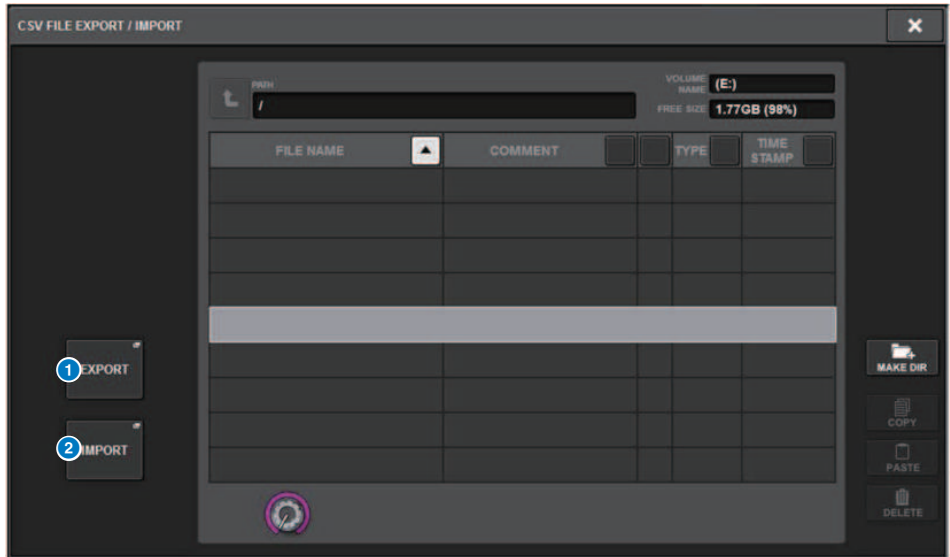 CSV FILE EXPORT / IMPORT
PATH
/
VOLUME NAME (E:)
FREE SIZE 1.77GB (98%)
FILE NAME COMMENT TYPE TIME STAMP
1 EXPORT
2 IMPORT
MAKE DIR
COPY
PASTE
DELETE